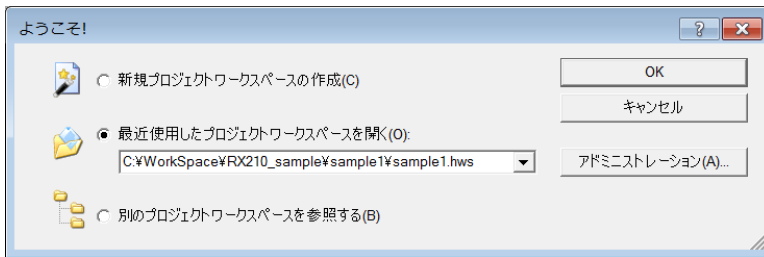 ようこそ!
新規プロジェクトワークスペースの作成(C)
OK
キャンセル
最近使用したプロジェクトワークスペースを開く(O):
C:¥WorkSpace¥RX210_sample¥sample1¥sample1.hws
アドミニストレーション(A)...
別のプロジェクトワークスペースを参照する(B)